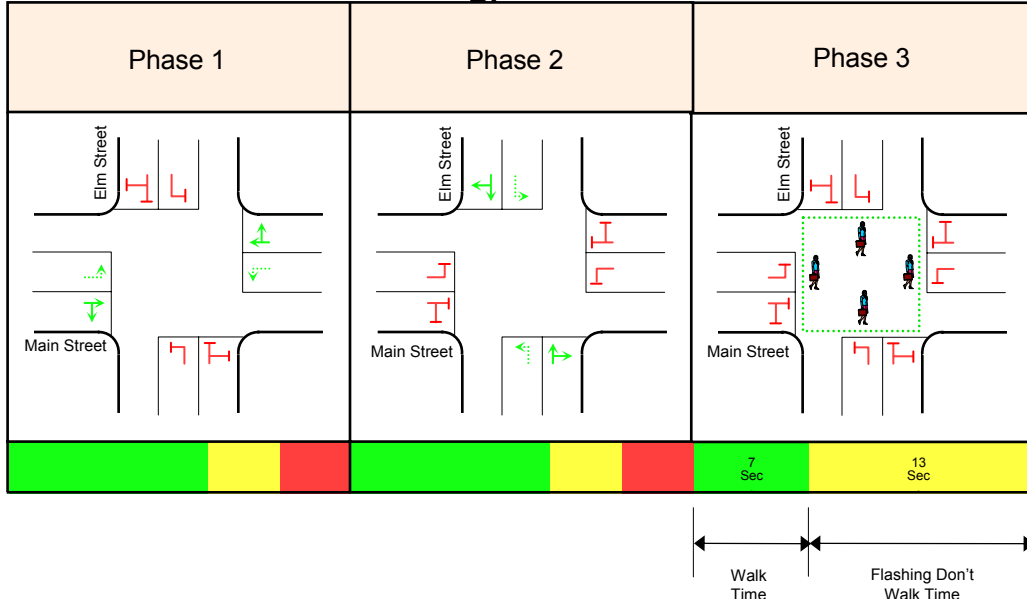 Phase 1
Phase 2
Phase 3
Elm Street
Elm Street
Elm Street
Main Street
Main Street
Main Street
7
Sec
13
Sec
Walk
Time
Flashing Don't
Walk Time